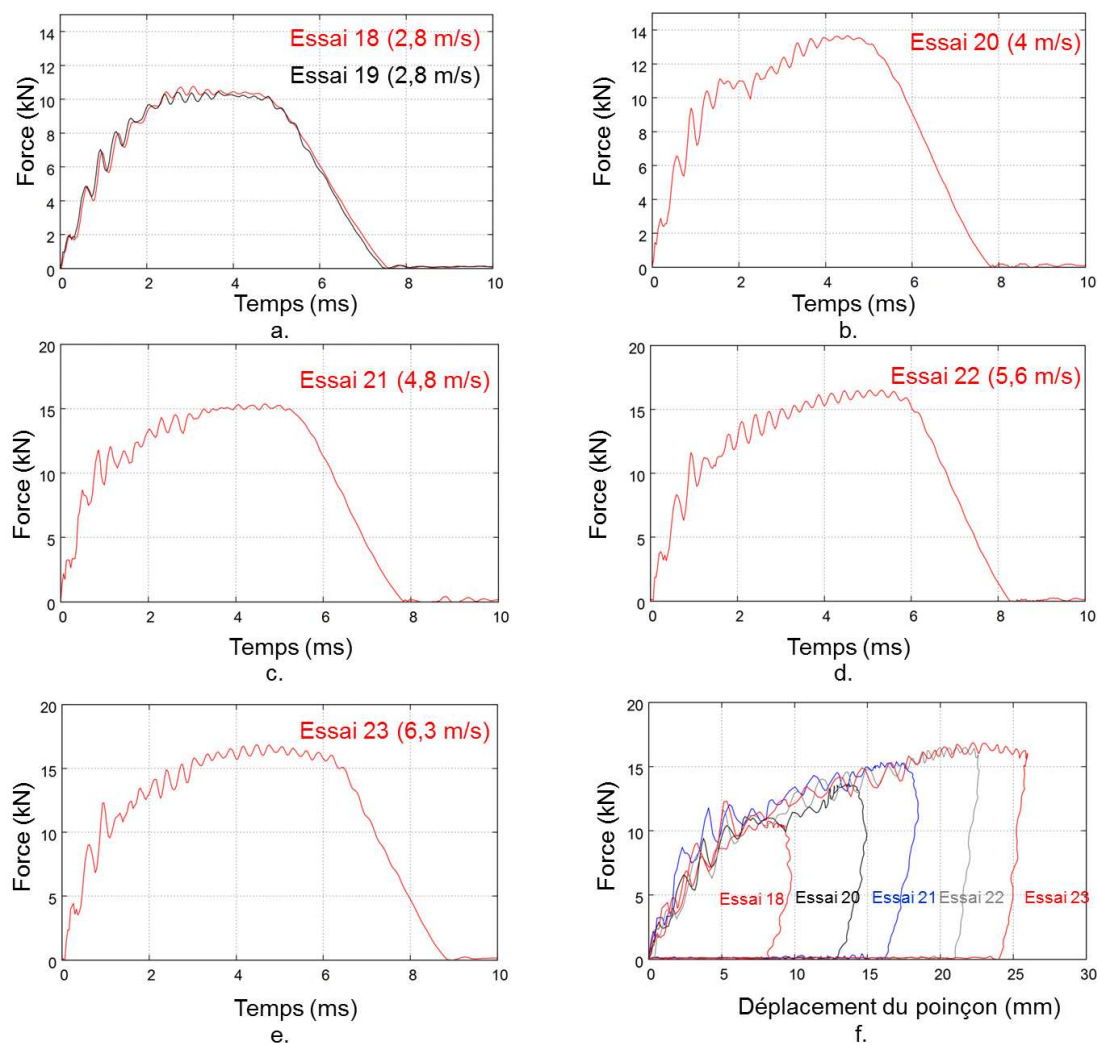 14
12
10
8
6
4
2
0
Force (kN)
Essai 18 (2,8 m/s)
Essai 19 (2,8 m/s)
0 2 4 6 8 10
Temps (ms)
a.
14
12
10
8
6
4
2
0
Force (kN)
Essai 20 (4 m/s)
0 2 4 6 8 10
Temps (ms)
b.
20
15
10
5
0
Force (kN)
Essai 21 (4,8 m/s)
0 2 4 6 8 10
Temps (ms)
c.
20
15
10
5
0
Force (kN)
Essai 22 (5,6 m/s)
0 2 4 6 8 10
Temps (ms)
d.
20
15
10
5
0
Force (kN)
Essai 23 (6,3 m/s)
0 2 4 6 8 10
Temps (ms)
e.
20
15
10
5
0
Force (kN)
Essai 18 Essai 20 Essai 21 Essai 22 Essai 23
0 5 10 15 20 25 30
Déplacement du poinçon (mm)
f.